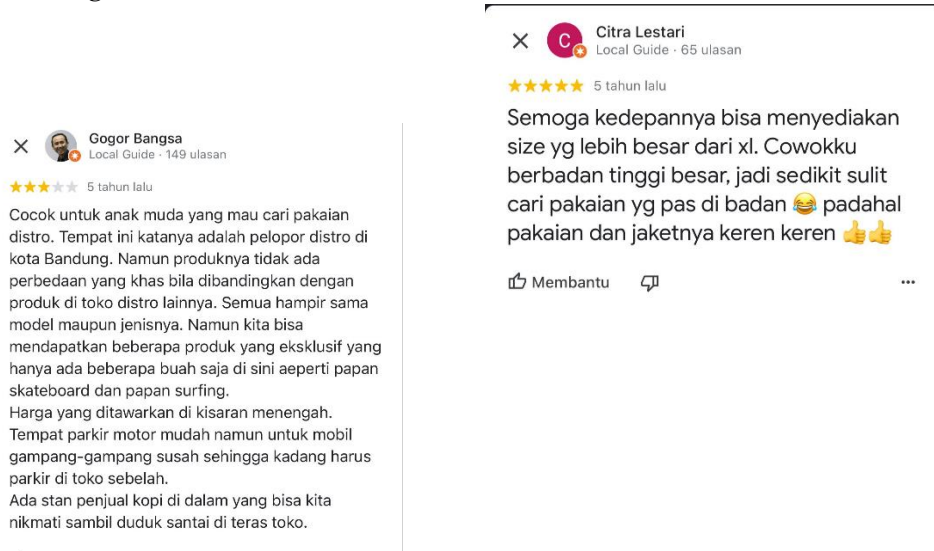 Gogor Bangsa
Local Guide · 149 ulasan
5 tahun lalu
Cocok untuk anak muda yang mau cari pakaian
distro. Tempat ini katanya adalah pelopor distro di
kota Bandung. Namun produknya tidak ada
perbedaan yang khas bila dibandingkan dengan
produk di toko distro lainnya. Semua hampir sama
model maupun jenisnya. Namun kita bisa
mendapatkan beberapa produk yang eksklusif yang
hanya ada beberapa buah saja di sini aeperti papan
skateboard dan papan surfing.
Harga yang ditawarkan di kisaran menengah.
Tempat parkir motor mudah namun untuk mobil
gampang-gampang susah sehingga kadang harus
parkir di toko sebelah.
Ada stan penjual kopi di dalam yang bisa kita
nikmati sambil duduk santai di teras toko.
C
Citra Lestari
Local Guide · 65 ulasan
5 tahun lalu
Semoga kedepannya bisa menyediakan
size yg lebih besar dari xl. Cowokku
berbadan tinggi besar, jadi sedikit sulit
cari pakaian yg pas di badan 😂 padahal
pakaian dan jaketnya keren keren 👍👍
Membantu